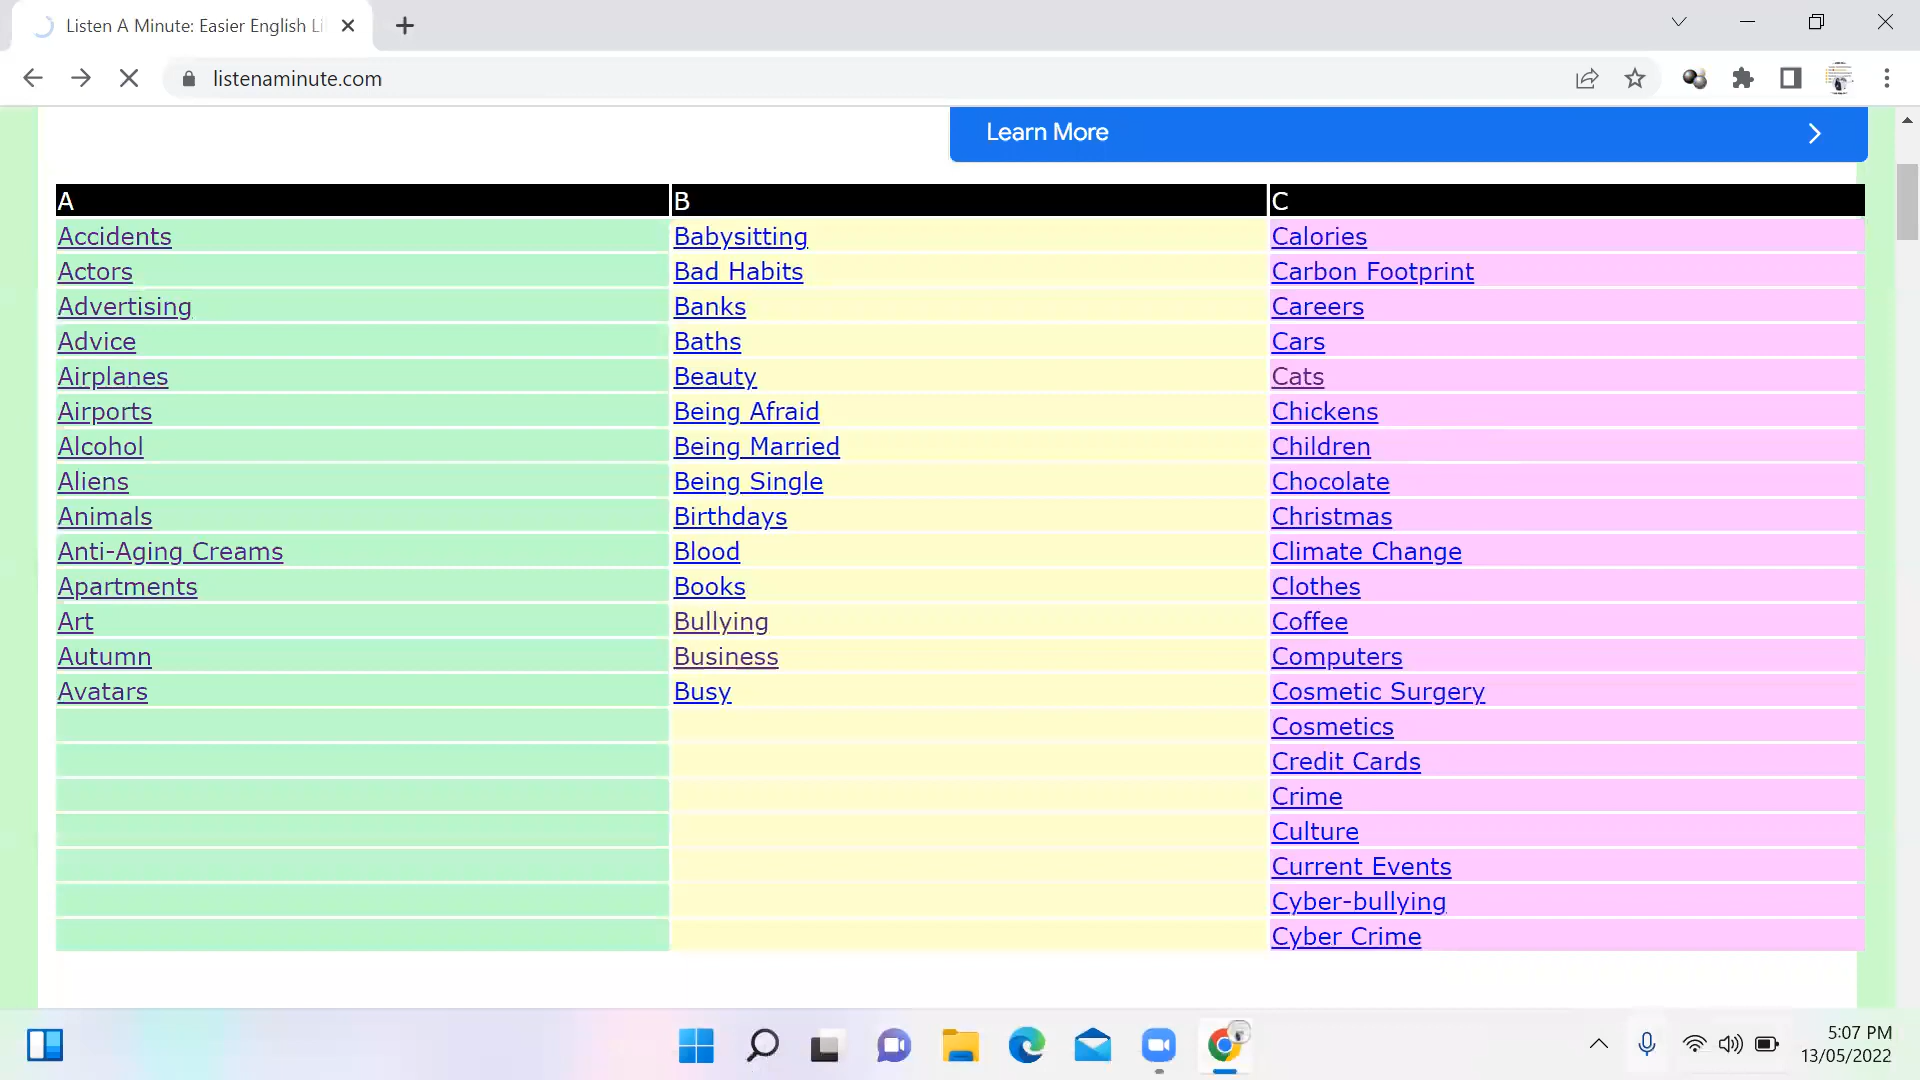 Listen A Minute: Easier English Li
listenaminute.com
Learn More
A
Accidents
Actors
Advertising
Advice
Airplanes
Airports
Alcohol
Aliens
Animals
Anti-Aging Creams
Apartments
Art
Autumn
Avatars
B
Babysitting
Bad Habits
Banks
Baths
Beauty
Being Afraid
Being Married
Being Single
Birthdays
Blood
Books
Bullying
Business
Busy
C
Calories
Carbon Footprint
Careers
Cars
Cats
Chickens
Children
Chocolate
Christmas
Climate Change
Clothes
Coffee
Computers
Cosmetic Surgery
Cosmetics
Credit Cards
Crime
Culture
Current Events
Cyber-bullying
Cyber Crime
5:07 PM
13/05/2022